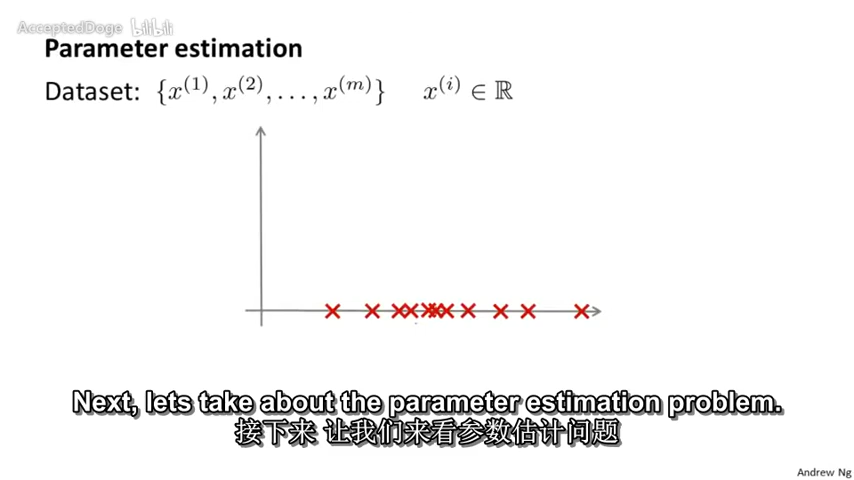 AcceptedDoge bilibili
Parameter estimation
Dataset: {x^{(1)}, x^{(2)}, . . . , x^{(m)}} x^{(i)} ∈ ℝ
Next, lets take about the parameter estimation problem.
接下来 让我们来看参数估计问题
Andrew Ng